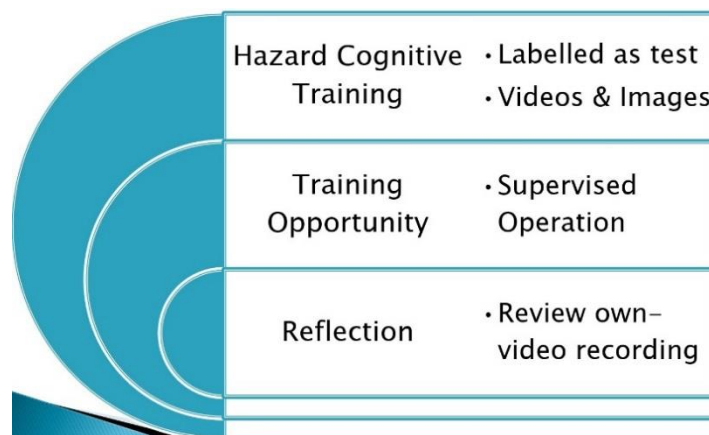 Hazard Cognitive
Training
• Labelled as test
• Videos & Images
Training
Opportunity
• Supervised
Operation
Reflection
• Review own-
video recording